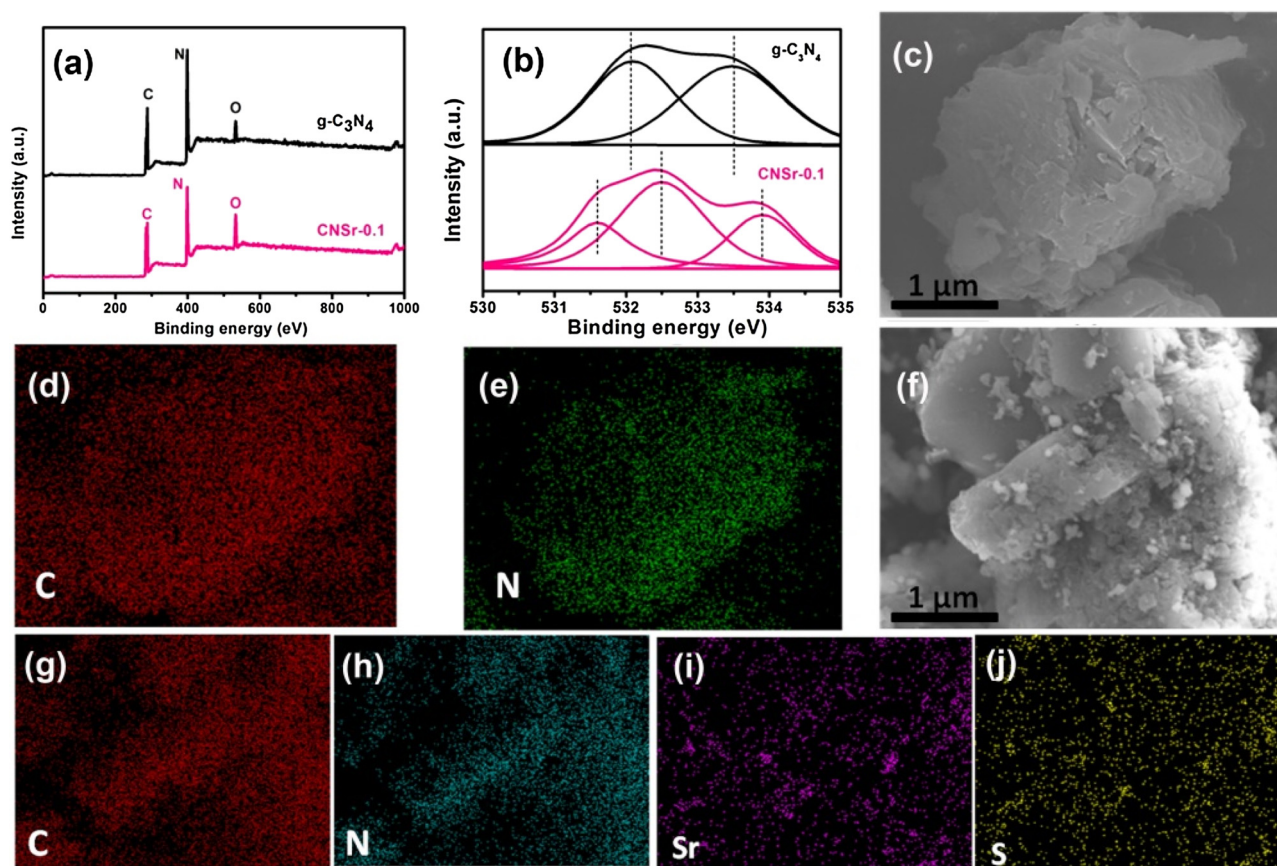 (a)
C
N
O
g-C₃N₄
C
N
O
CNSr-0.1
Intensity (a.u.)
0 200 400 600 800 1000
Binding energy (eV)
(b)
g-C₃N₄
CNSr-0.1
Intensity (a.u.)
530 531 532 533 534 535
Binding energy (eV)
(c)
1 µm
(d)
C
(e)
N
(f)
1 µm
(g)
C
(h)
N
(i)
Sr
(j)
S